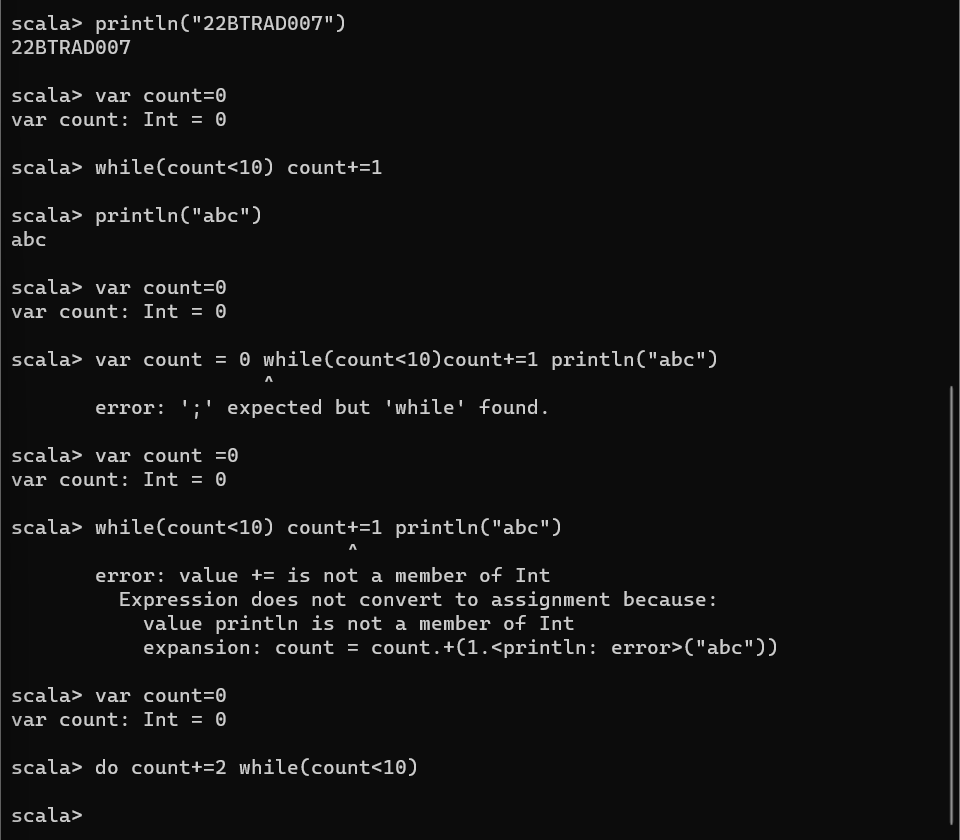 scala> println("22BTRAD007")
22BTRAD007
scala> var count=0
var count: Int = 0
scala> while(count<10) count+=1
scala> println("abc")
abc
scala> var count=0
var count: Int = 0
scala> var count = 0 while(count<10)count+=1 println("abc")
^
error: ';' expected but 'while' found.
scala> var count =0
var count: Int = 0
scala> while(count<10) count+=1 println("abc")
^
error: value += is not a member of Int
Expression does not convert to assignment because:
value println is not a member of Int
expansion: count = count.+(1.<println: error>("abc"))
scala> var count=0
var count: Int = 0
scala> do count+=2 while(count<10)
scala>